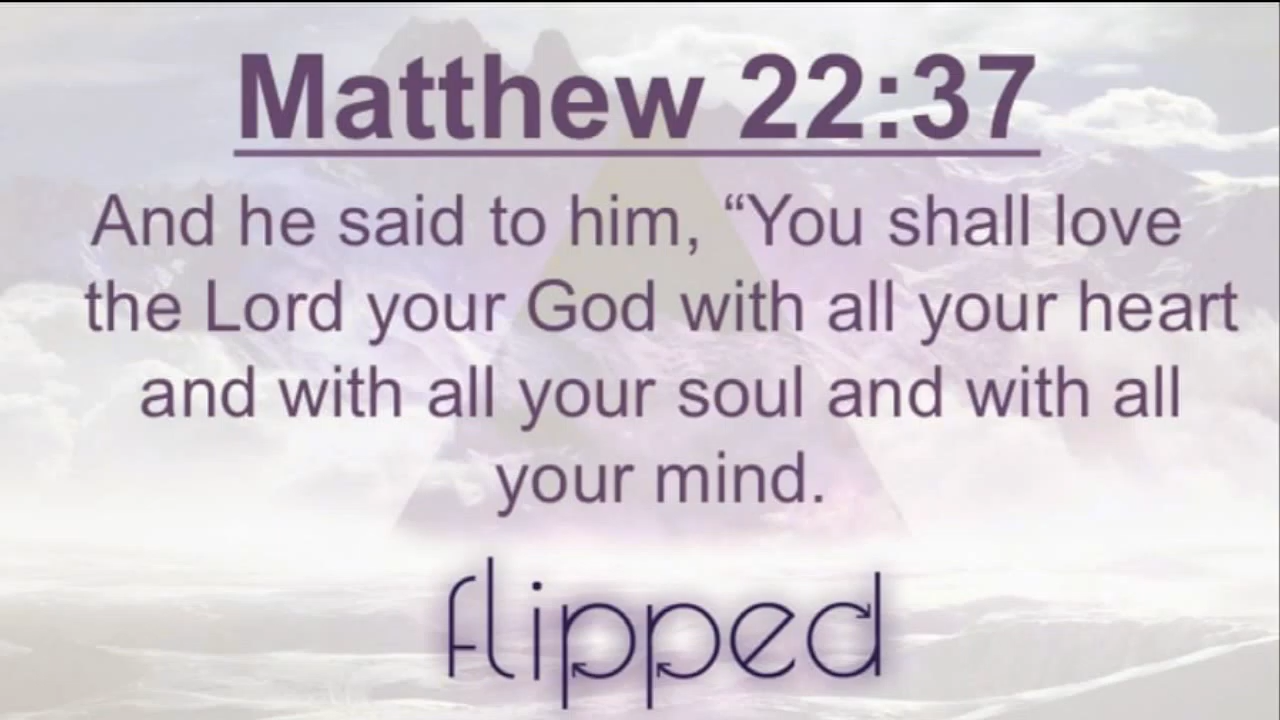 Matthew 22:37
And he said to him, “You shall love
the Lord your God with all your heart
and with all your soul and with all
your mind.
flipped